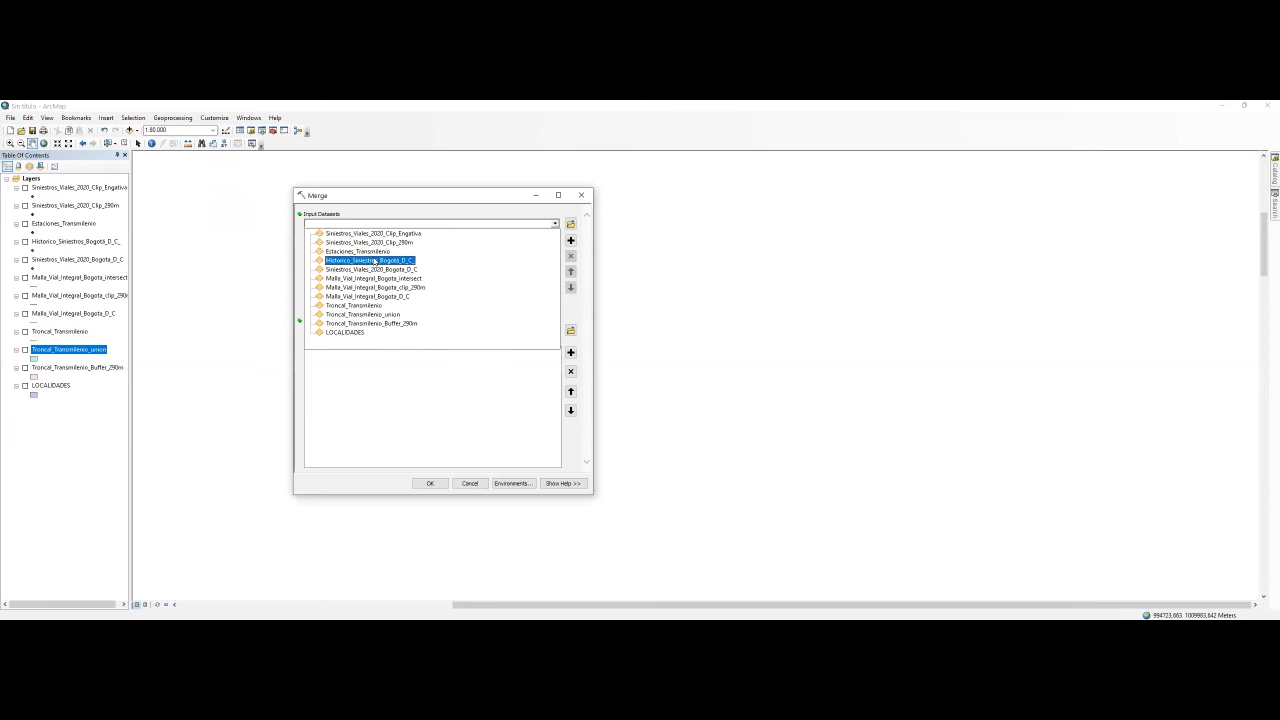 Sin título - ArcMap
File Edit View Bookmarks Insert Selection Geoprocessing Customize Windows Help
1:80.000
Table Of Contents
Layers
Siniestros_Viales_2020_Clip_Engativa
Siniestros_Viales_2020_Clip_290m
Estaciones_Transmilenio
Historico_Siniestros_Bogotá_D_C_
Siniestros_Viales_2020_Bogota_D_C
Malla_Vial_Integral_Bogota_intersect
Malla_Vial_Integral_Bogota_clip_290m
Malla_Vial_Integral_Bogota_D_C
Troncal_Transmilenio
Troncal_Transmilenio_union
Troncal_Transmilenio_Buffer_290m
LOCALIDADES
Merge
Input Datasets
Siniestros_Viales_2020_Clip_Engativa
Siniestros_Viales_2020_Clip_290m
Estaciones_Transmilenio
Historico_Siniestros_Bogotá_D_C_
Siniestros_Viales_2020_Bogota_D_C
Malla_Vial_Integral_Bogota_intersect
Malla_Vial_Integral_Bogota_clip_290m
Malla_Vial_Integral_Bogota_D_C
Troncal_Transmilenio
Troncal_Transmilenio_union
Troncal_Transmilenio_Buffer_290m
LOCALIDADES
OK Cancel Environments... Show Help >>
Catalog
Search
994723,663 1009983,642 Meters